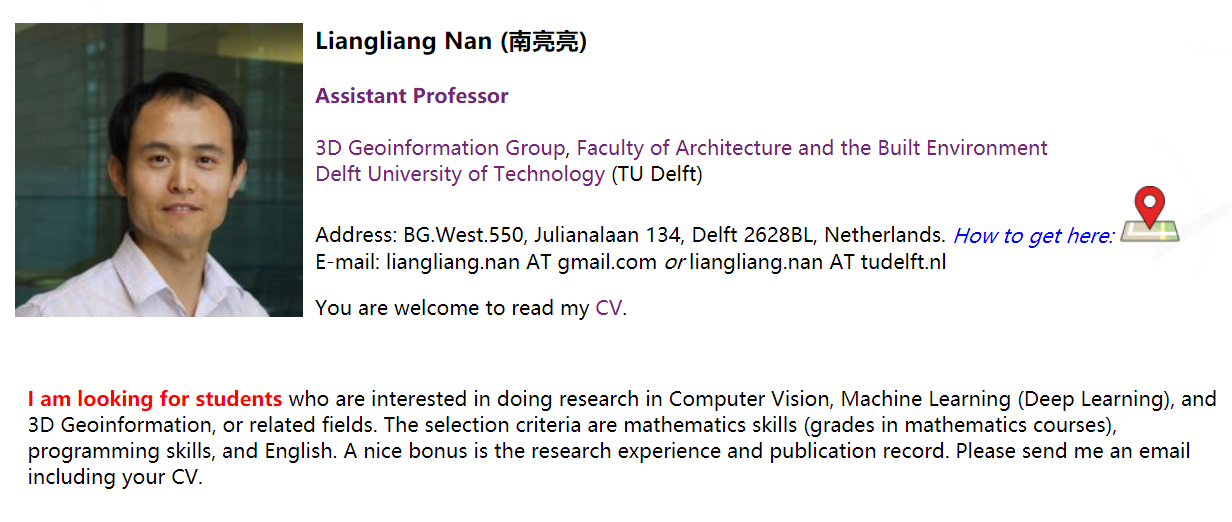 Liangliang Nan (南亮亮)
Assistant Professor
3D Geoinformation Group, Faculty of Architecture and the Built Environment
Delft University of Technology (TU Delft)
Address: BG.West.550, Julianalaan 134, Delft 2628BL, Netherlands. How to get here:
E-mail: liangliang.nan AT gmail.com or liangliang.nan AT tudelft.nl
You are welcome to read my CV.
I am looking for students who are interested in doing research in Computer Vision, Machine Learning (Deep Learning), and
3D Geoinformation, or related fields. The selection criteria are mathematics skills (grades in mathematics courses),
programming skills, and English. A nice bonus is the research experience and publication record. Please send me an email
including your CV.